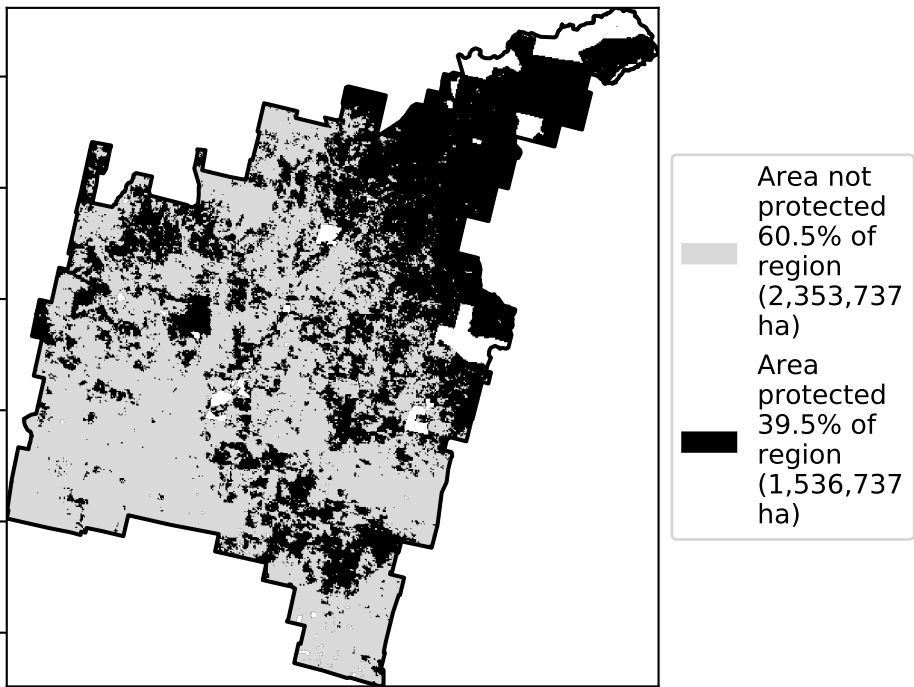 Area not
protected
60.5% of
region
(2,353,737
ha)
Area
protected
39.5% of
region
(1,536,737
ha)